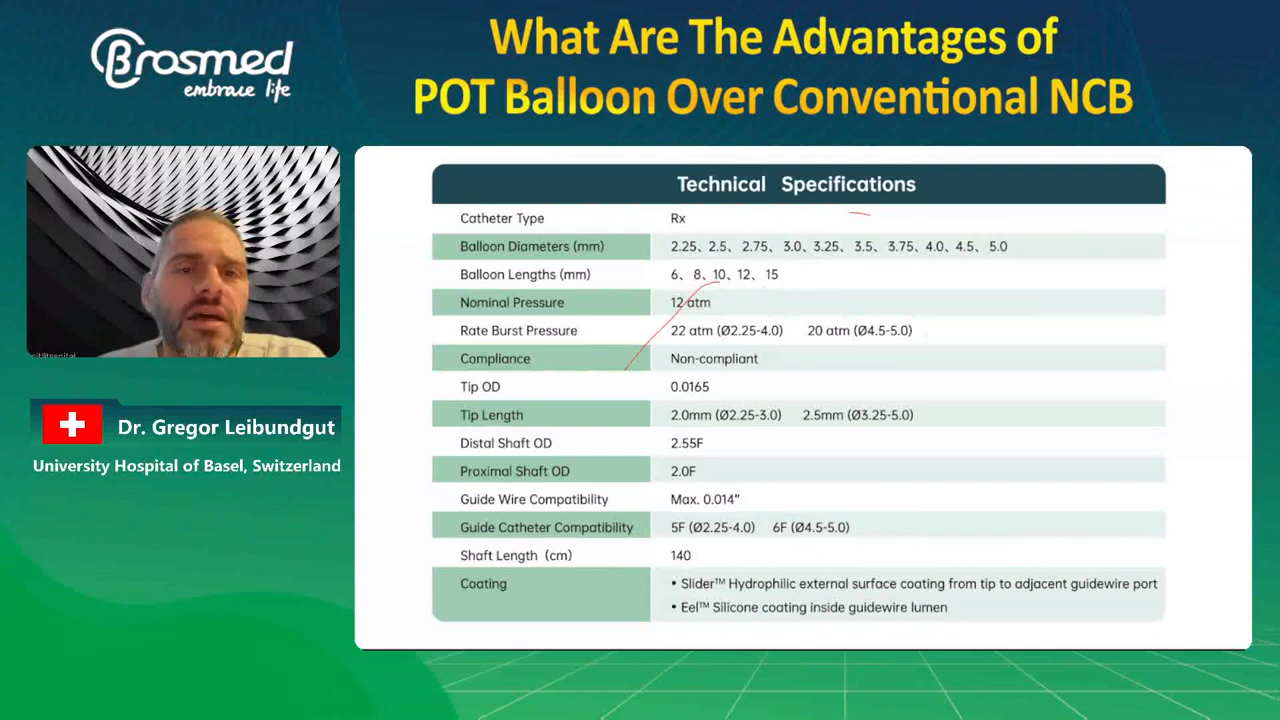 Brosmed
embrace life
What Are The Advantages of
POT Balloon Over Conventional NCB
Dr. Gregor Leibundgut
University Hospital of Basel, Switzerland
Technical Specifications
Catheter Type Rx
Balloon Diameters (mm) 2.25、2.5、2.75、3.0、3.25、3.5、3.75、4.0、4.5、5.0
Balloon Lengths (mm) 6、8、10、12、15
Nominal Pressure 12 atm
Rate Burst Pressure 22 atm (Ø2.25-4.0) 20 atm (Ø4.5-5.0)
Compliance Non-compliant
Tip OD 0.0165
Tip Length 2.0mm (Ø2.25-3.0) 2.5mm (Ø3.25-5.0)
Distal Shaft OD 2.55F
Proximal Shaft OD 2.0F
Guide Wire Compatibility Max. 0.014"
Guide Catheter Compatibility 5F (Ø2.25-4.0) 6F (Ø4.5-5.0)
Shaft Length (cm) 140
Coating • Slider™ Hydrophilic external surface coating from tip to adjacent guidewire port
• Eel™ Silicone coating inside guidewire lumen